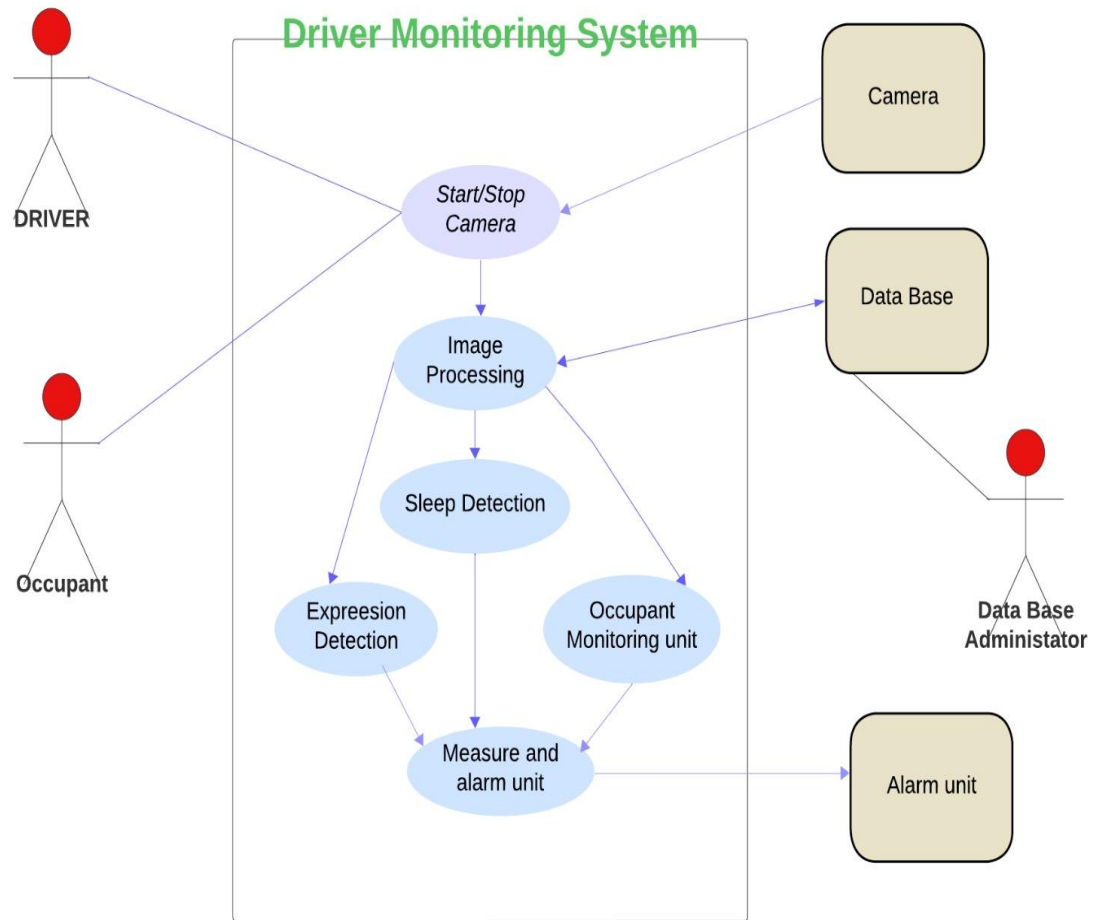 Driver Monitoring System
DRIVER
Camera
Start/Stop
Camera
Data Base
Image
Processing
Sleep Detection
Occupant
Expreesion
Detection
Occupant
Monitoring unit
Data Base
Administator
Measure and
alarm unit
Alarm unit